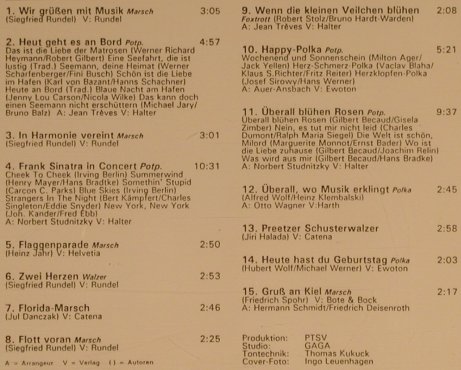 1. Wir grüßen mit Musik Marsch 3:05
(Siegfried Rundel) V: Rundel
2. Heut geht es an Bord Potp. 4:57
Das ist die Liebe der Matrosen (Werner Richard
Heymann/Robert Gilbert) Eine Seefahrt, die ist
lustig (Trad.) Seemann, deine Heimat (Werner
Scharfenberger/Fini Busch) Schön ist die Liebe
im Hafen (Karl von Bazant/Hanns Schachner)
Heute an Bord (Trad.) Blaue Nacht am Hafen
(Jenny Lou Carson/Nicola Wilke) Das kann doch
einen Seemann nicht erschüttern (Michael Jary/
Bruno Balz) A: Jean Trêves V: Halter
3. In Harmonie vereint Marsch 3:01
(Siegfried Rundel) V: Rundel
4. Frank Sinatra in Concert Potp. 10:31
Cheek To Cheek (Irving Berlin) Summerwind
(Henry Mayer/Hans Bradtke) Somethin' Stupid
(Carcon C. Parks) Blue Skies (Irving Berlin)
Strangers In The Night (Bert Kämpfert/Charles
Singleton/Eddie Snyder) New York, New York
(Jon. Kander/Fred Ebb)
A: Norbert Studnitzky V: Halter
5. Flaggenparade Marsch 2:50
(Heinz Jahr) V: Helvetia
6. Zwei Herzen Walzer 2:53
(Siegfried Rundel) V: Rundel
7. Florida-Marsch 2:46
(Jul Danczak) V: Catena
8. Flott voran Marsch 2:25
(Siegfried Rundel) V: Rundel
A = Arrangeur V = Verlag ( ) = Autoren
9. Wenn die kleinen Veilchen blühen 2:08
Foxtrott (Robert Stolz/Bruno Hardt-Warden)
A: Jean Trêves V: Halter
10. Happy-Polka Potp. 5:21
Wochenend und Sonnenschein (Milton Ager/
Jack Yellen) Herz-Schmerz-Polka (Vaclav Blaha/
Klaus S.Richter/Fritz Reiter) Herzklopfen-Polka
(Josef Sirowy/Hans Werner)
A: Auer-Ansbach V: Ewoton
11. Überall blühen Rosen Potp. 9:37
Überall blühen Rosen (Gilbert Becaud/Gisela
Zimber) Nein, es tut mir nicht leid (Charles
Dumont/Ralph Maria Siegel) Die Welt ist schön,
Milord (Marguerite Monnot/Ernst Bader) Wo ist
die Liebe zuhause (Gilbert Becaud/Joachim Relin)
Was wird aus mir (Gilbert Becaud/Hans Bradke)
A: Norbert Studnitzky V: Halter
12. Überall, wo Musik erklingt Polka 2:45
(Alfred Wolf/Heinz Klembalski)
A: Otto Wagner V:Harth
13. Preetzer Schusterwalzer 2:58
(Jiri Halada) V: Catena
14. Heute hast du Geburtstag Polka 2:03
(Hubert Wolf/Michael Werner) V: Ewoton
15. Gruß an Kiel Marsch 2:17
(Friedrich Spohr) V: Bote & Bock
A: Hermann Schmidt/Friedrich Deisenroth
Produktion: PTSV
Studio: GAGA
Tontechnik: Thomas Kukuck
Cover-Foto: Ingo Leuenhagen